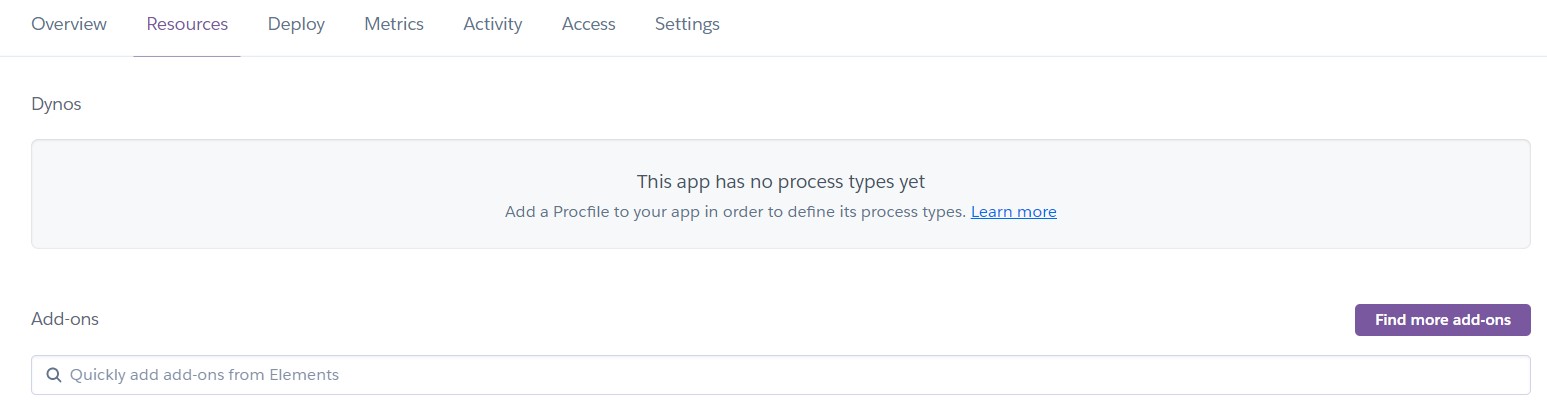 Overview Resources Deploy Metrics Activity Access Settings
Dynos
This app has no process types yet
Add a Procfile to your app in order to define its process types. Learn more
Add-ons
Find more add-ons
Quickly add add-ons from Elements